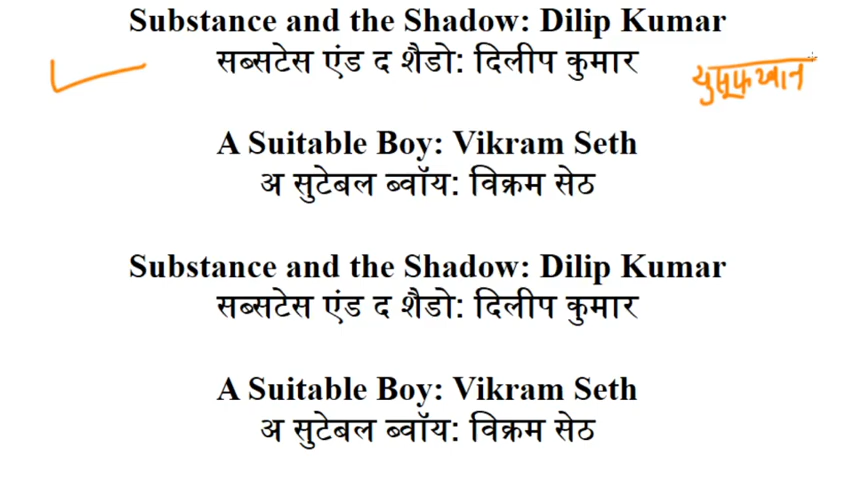 Substance and the Shadow: Dilip Kumar
सब्सटेस एंड द शैडो: दिलीप कुमार
युसूफ खान
A Suitable Boy: Vikram Seth
अ सुटेबल ब्वॉय: विक्रम सेठ
Substance and the Shadow: Dilip Kumar
सब्सटेस एंड द शैडो: दिलीप कुमार
A Suitable Boy: Vikram Seth
अ सुटेबल ब्वॉय: विक्रम सेठ